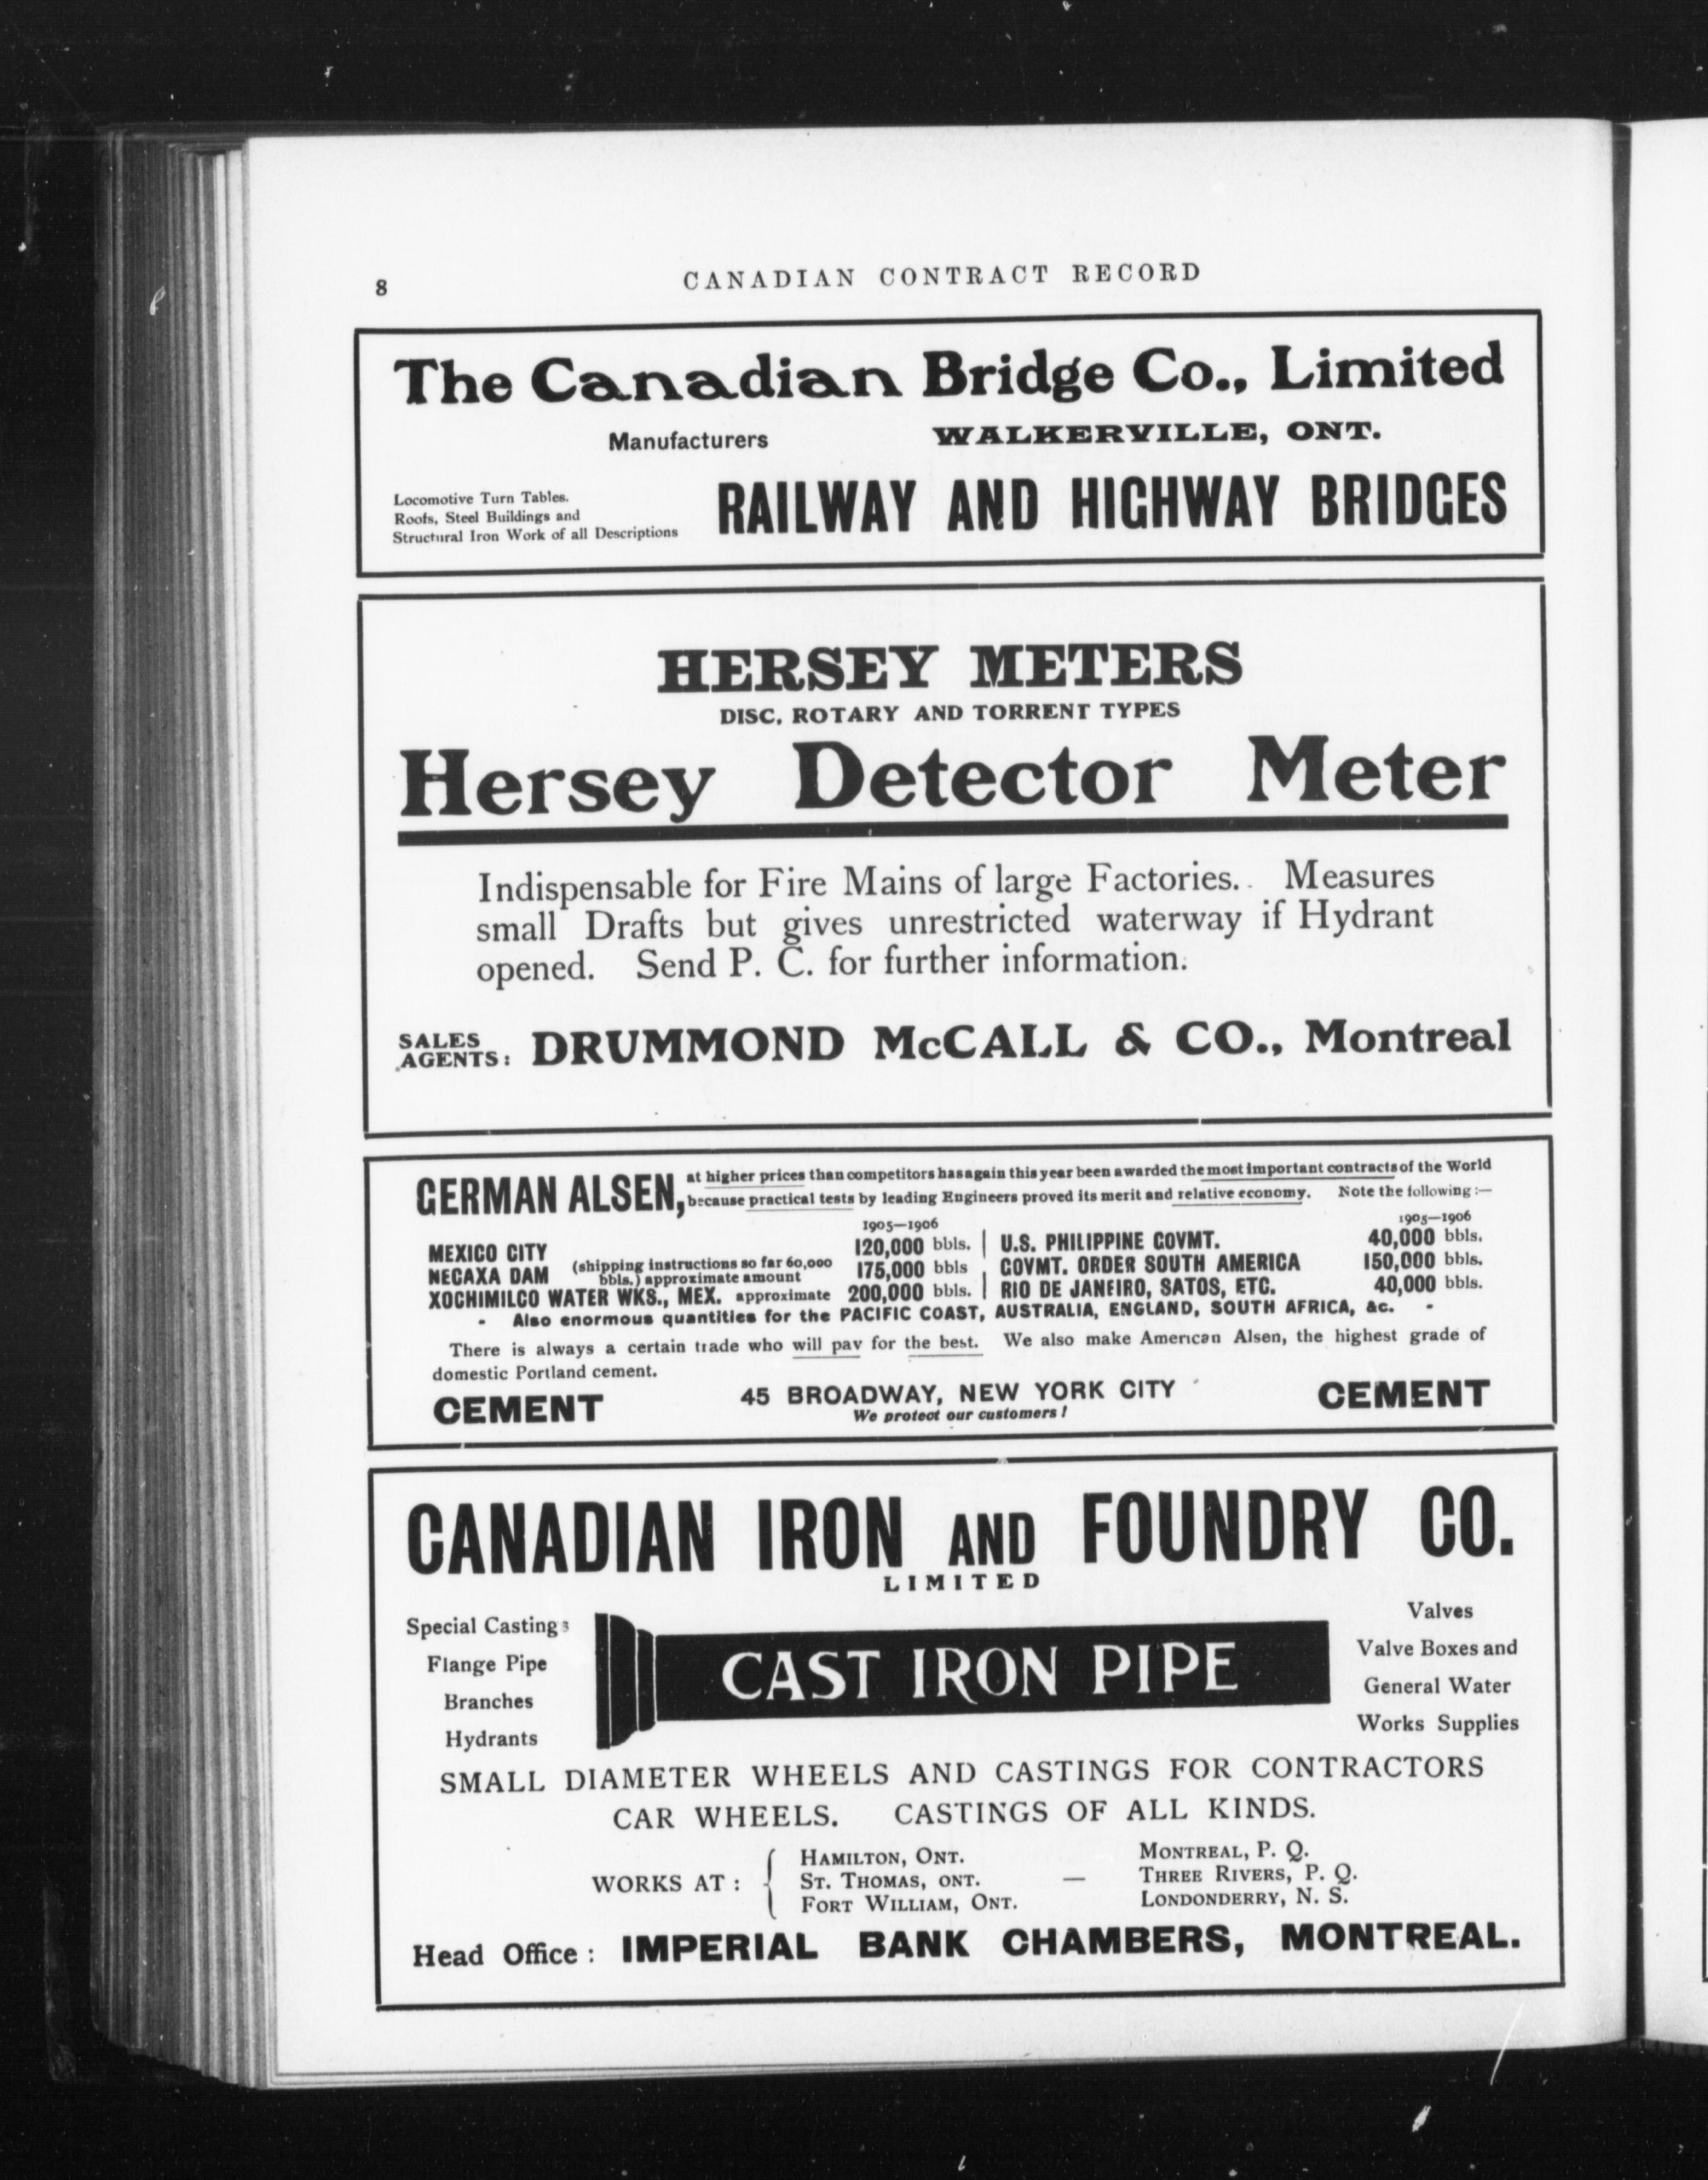 8
CANADIAN CONTRACT RECORD
The Canadian Bridge Co., Limited
Manufacturers
WALKERVILLE, ONT.
Locomotive Turn Tables.
Roofs, Steel Buildings and
Structural Iron Work of all Descriptions
RAILWAY AND HIGHWAY BRIDGES
HERSEY METERS
DISC, ROTARY AND TORRENT TYPES
Hersey Detector Meter
Indispensable for Fire Mains of large Factories. Measures
small Drafts but gives unrestricted waterway if Hydrant
opened. Send P. C. for further information.
SALES
AGENTS: DRUMMOND McCALL & CO., Montreal
GERMAN ALSEN, at higher prices than competitors has again this year been awarded the most important contracts of the World
because practical tests by leading Engineers proved its merit and relative economy. Note the following:—
1905—1906
MEXICO CITY 120,000 bbls.
NECAXA DAM (shipping instructions so far 60,000
bbls.) approximate amount 175,000 bbls
XOCHIMILCO WATER WKS., MEX. approximate 200,000 bbls.
1905—1906
U.S. PHILIPPINE GOVMT. 40,000 bbls.
GOVMT. ORDER SOUTH AMERICA 150,000 bbls.
RIO DE JANEIRO, SATOS, ETC. 40,000 bbls.
Also enormous quantities for the PACIFIC COAST, AUSTRALIA, ENGLAND, SOUTH AFRICA, &c.
There is always a certain trade who will pay for the best. We also make American Alsen, the highest grade of
domestic Portland cement.
CEMENT
45 BROADWAY, NEW YORK CITY
We protect our customers!
CEMENT
CANADIAN IRON AND FOUNDRY CO.
LIMITED
Special Castings
Flange Pipe
Branches
Hydrants
CAST IRON PIPE
Valves
Valve Boxes and
General Water
Works Supplies
SMALL DIAMETER WHEELS AND CASTINGS FOR CONTRACTORS
CAR WHEELS. CASTINGS OF ALL KINDS.
WORKS AT:
HAMILTON, ONT.
ST. THOMAS, ONT.
FORT WILLIAM, ONT.
—
MONTREAL, P. Q.
THREE RIVERS, P. Q.
LONDONDERRY, N. S.
Head Office: IMPERIAL BANK CHAMBERS, MONTREAL.